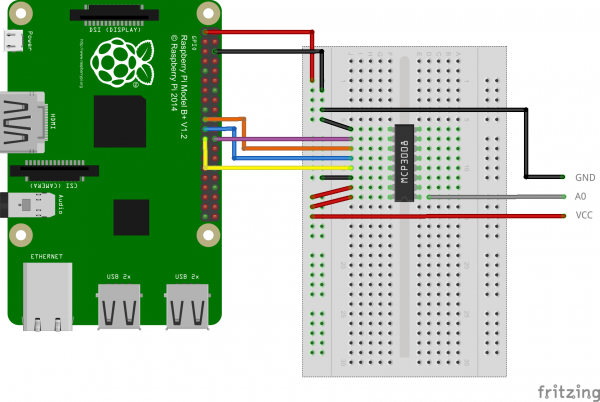 DSI (DISPLAY)
Power
http://www.raspberrypi.org
GPIO
Raspberry Pi Model B+ V1.2
© Raspberry Pi 2014
HDMI
CSI (CAMERA)
Audio
ETHERNET
USB 2x
USB 2x
MCP3008
GND
A0
VCC
fritzing